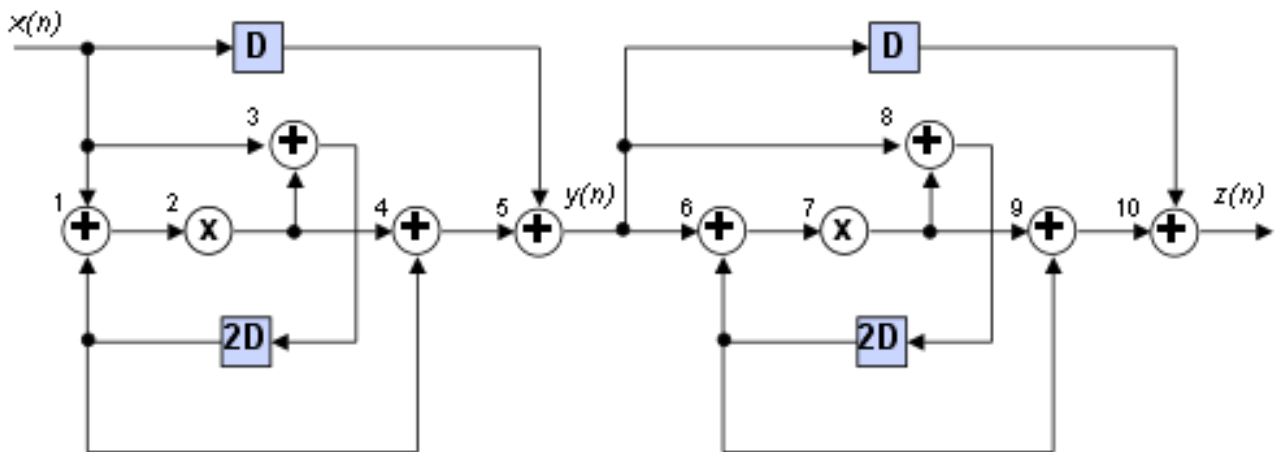 x(n)
D
D
3
8
1
2
4
5
y(n)
6
7
9
10
z(n)
+
+
x
+
+
+
+
x
+
+
2D
2D